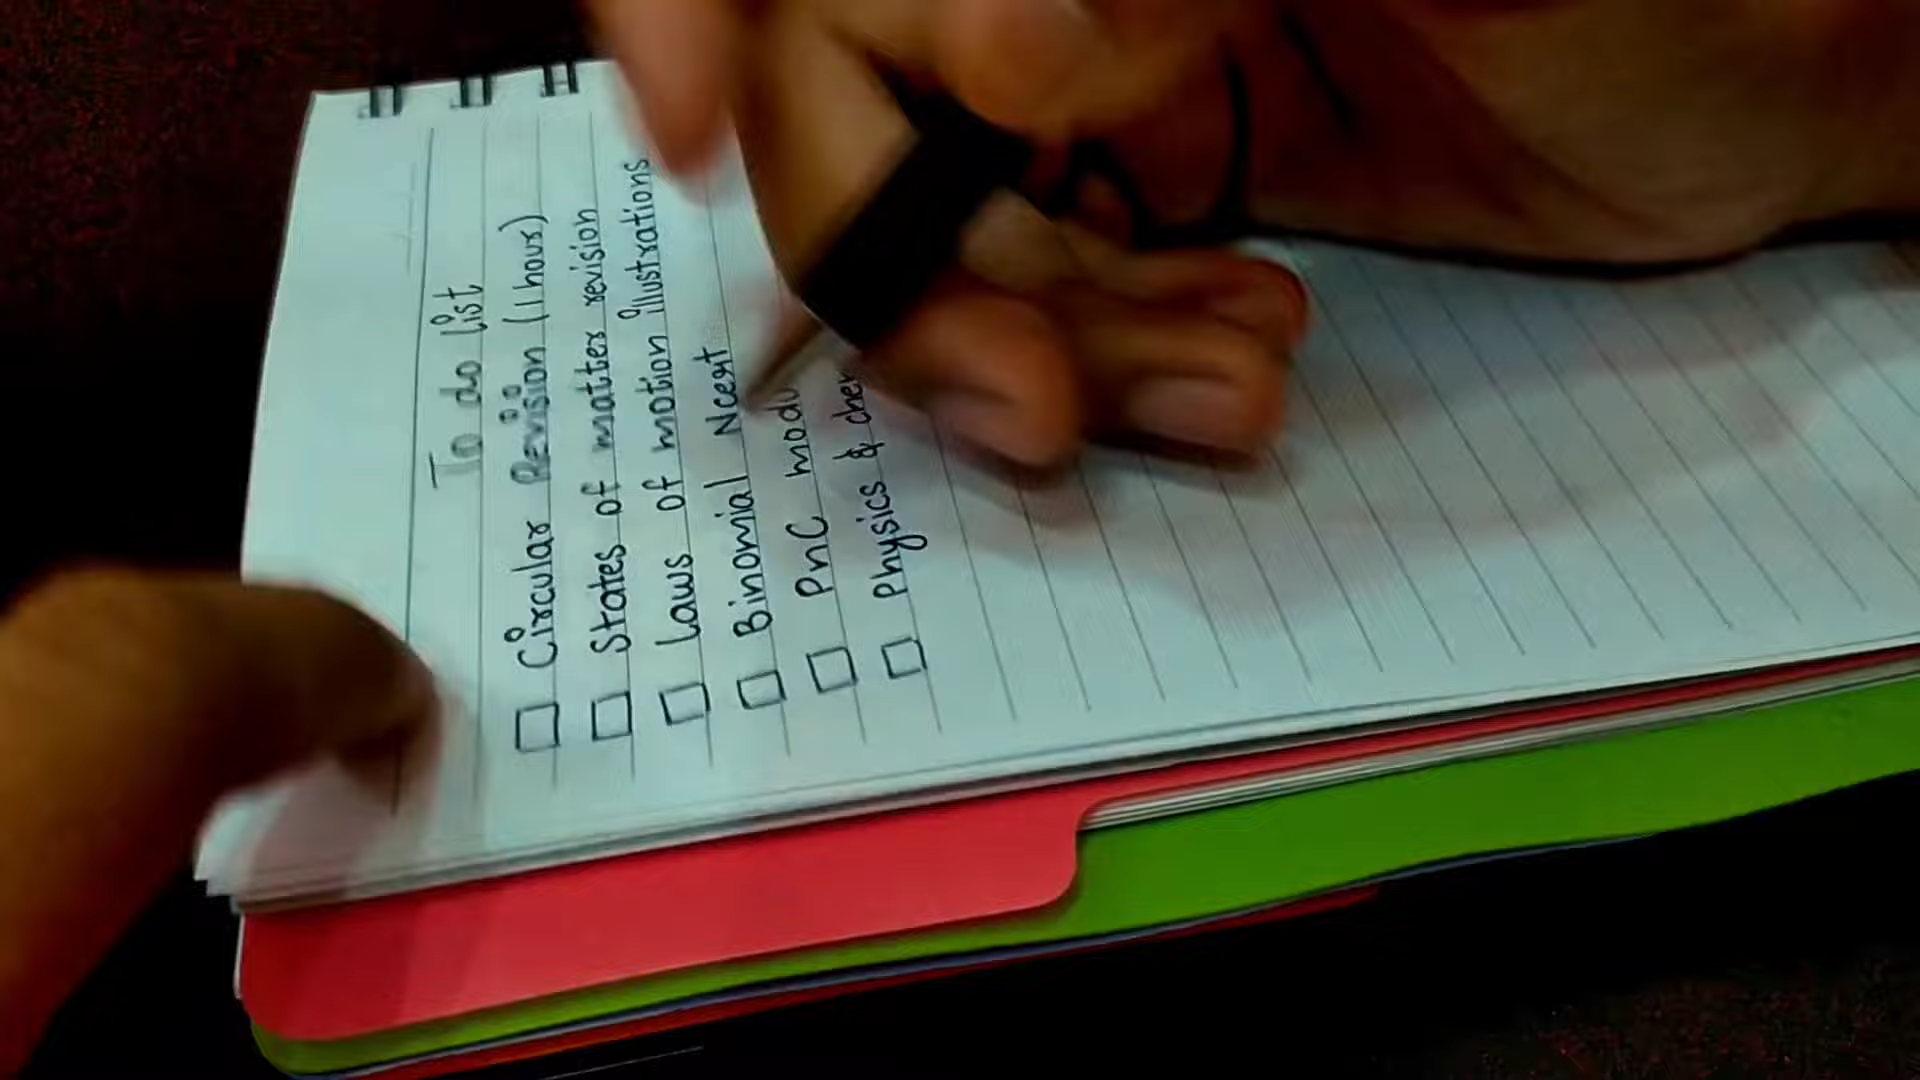 To do list
Circular Revision (1 hour)
States of matter revision
Laws of motion illustrations
Binomial Ncert
PnC
Physics &